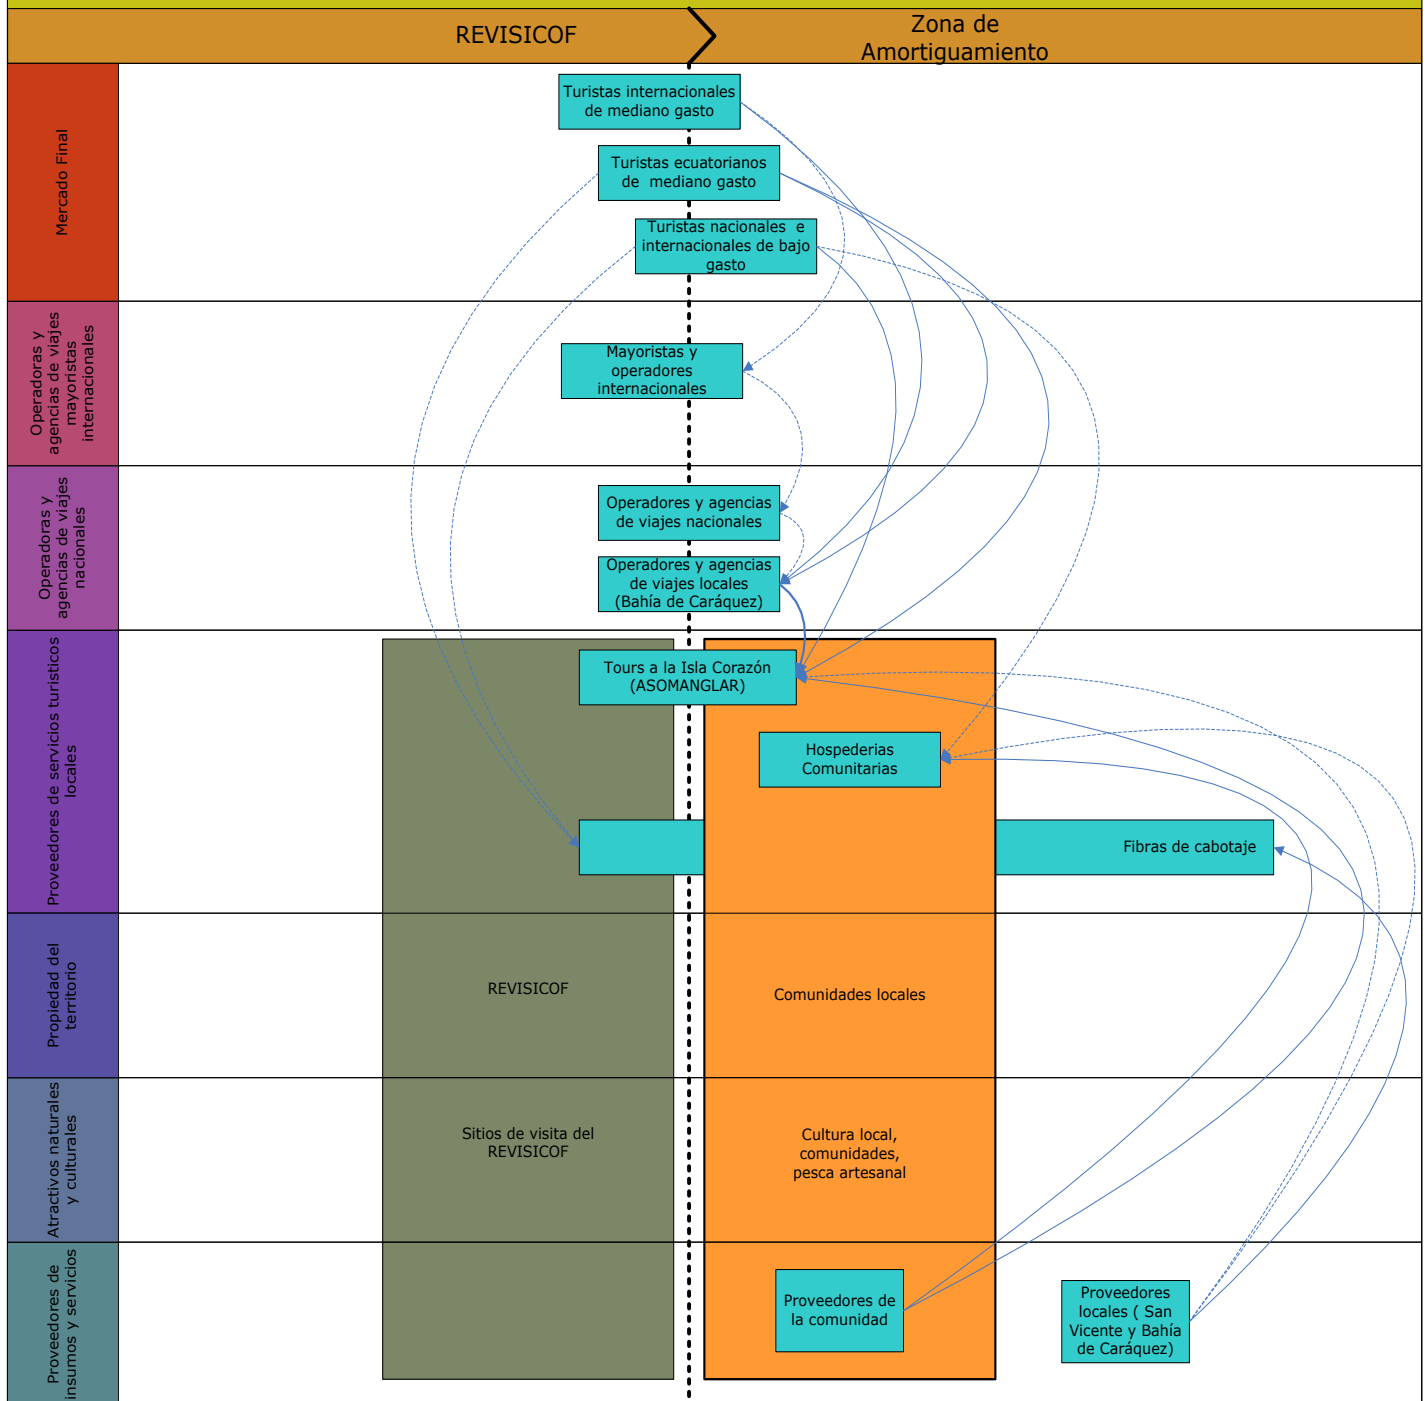 REVISICOF
Zona de
Amortiguamiento
Mercado Final
Turistas internacionales
de mediano gasto
Turistas ecuatorianos
de mediano gasto
Turistas nacionales e
internacionales de bajo
gasto
Operadoras y
agencias de viajes
mayoristas
internacionales
Mayoristas y
operadores
internacionales
Operadoras y
agencias de viajes
nacionales
Operadores y agencias
de viajes nacionales
Operadores y agencias
de viajes locales
(Bahía de Caráquez)
Proveedores de servicios turisticos
locales
Tours a la Isla Corazón
(ASOMANGLAR)
Hospederias
Comunitarias
Fibras de cabotaje
Propiedad del
territorio
REVISICOF
Comunidades locales
Atractivos naturales
y culturales
Sitios de visita del
REVISICOF
Cultura local,
comunidades,
pesca artesanal
Proveedores de
insumos y servicios
Proveedores de
la comunidad
Proveedores
locales ( San
Vicente y Bahía
de Caráquez)